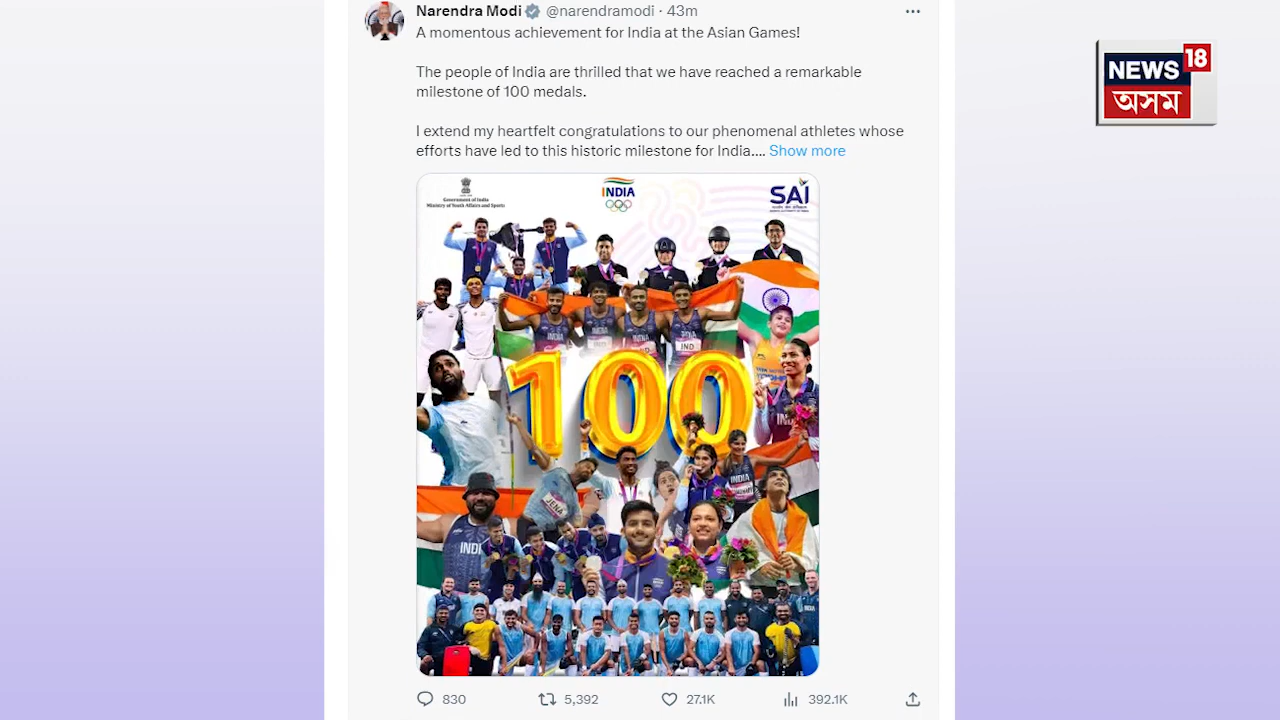 Narendra Modi @narendramodi · 43m
A momentous achievement for India at the Asian Games!
The people of India are thrilled that we have reached a remarkable
milestone of 100 medals.
I extend my heartfelt congratulations to our phenomenal athletes whose
efforts have led to this historic milestone for India.... Show more
NEWS 18
অসম
Government of India
Ministry of Youth Affairs and Sports
INDIA
SAI
INDIA
IND
100
JENA
INDIA
INDI
830 5,392 27.1K 392.1K